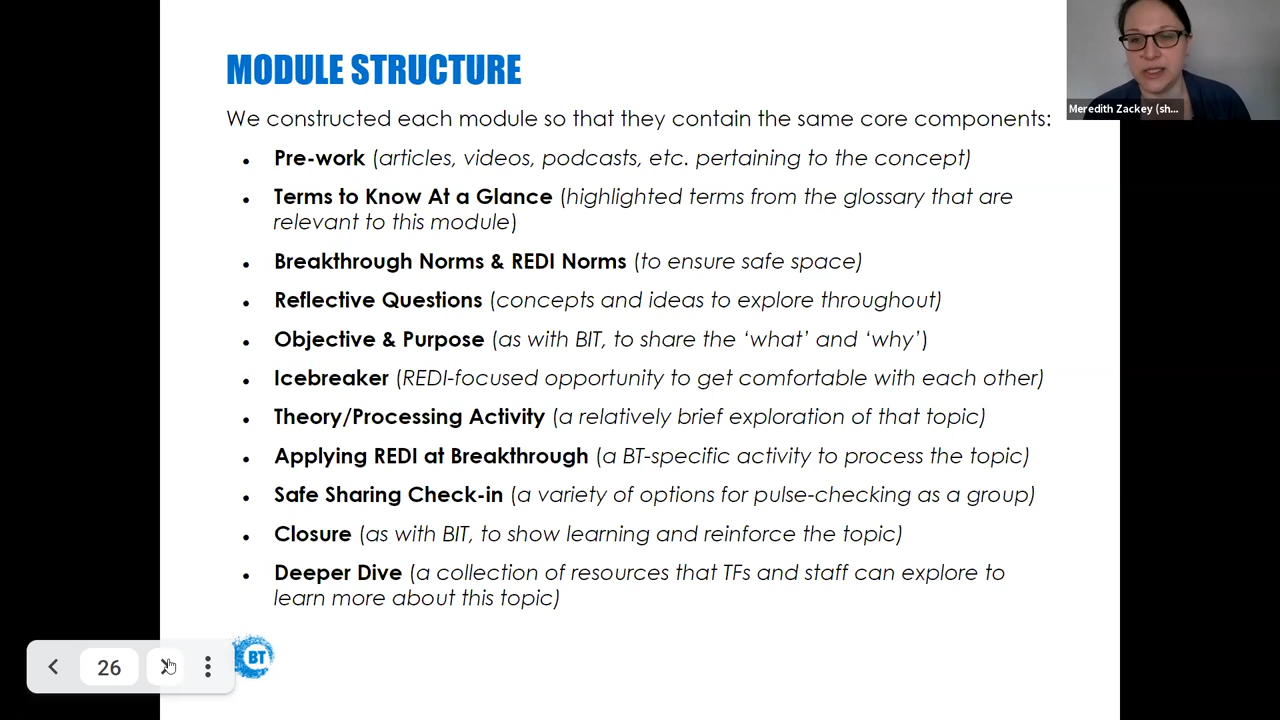 MODULE STRUCTURE
We constructed each module so that they contain the same core components:
• Pre-work (articles, videos, podcasts, etc. pertaining to the concept)
• Terms to Know At a Glance (highlighted terms from the glossary that are
relevant to this module)
• Breakthrough Norms & REDI Norms (to ensure safe space)
• Reflective Questions (concepts and ideas to explore throughout)
• Objective & Purpose (as with BIT, to share the ‘what’ and ‘why’)
• Icebreaker (REDI-focused opportunity to get comfortable with each other)
• Theory/Processing Activity (a relatively brief exploration of that topic)
• Applying REDI at Breakthrough (a BT-specific activity to process the topic)
• Safe Sharing Check-in (a variety of options for pulse-checking as a group)
• Closure (as with BIT, to show learning and reinforce the topic)
• Deeper Dive (a collection of resources that TFs and staff can explore to
learn more about this topic)
Meredith Zackey (sh...
26
BT